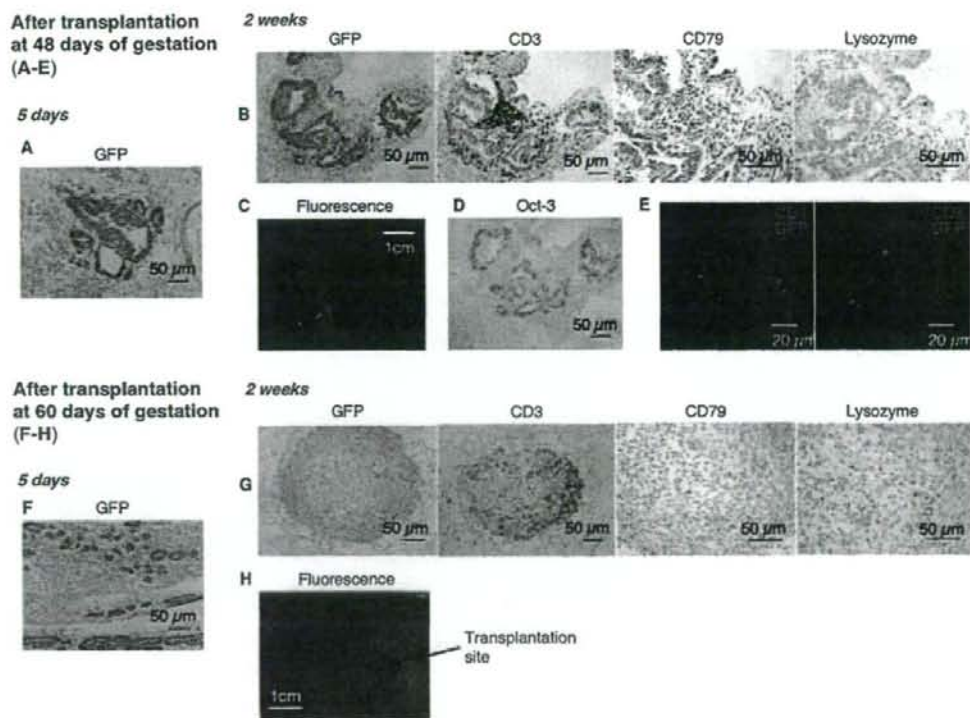 After transplantation
at 48 days of gestation
(A-E)
5 days
A
GFP
50 µm
2 weeks
GFP
CD3
CD79
Lysozyme
B
50 µm
50 µm
50 µm
50 µm
C
Fluorescence
1cm
D
Oct-3
50 µm
E
20 µm
20 µm
After transplantation
at 60 days of gestation
(F-H)
5 days
F
GFP
50 µm
2 weeks
GFP
CD3
CD79
Lysozyme
G
50 µm
50 µm
50 µm
50 µm
H
Fluorescence
1cm
Transplantation
site